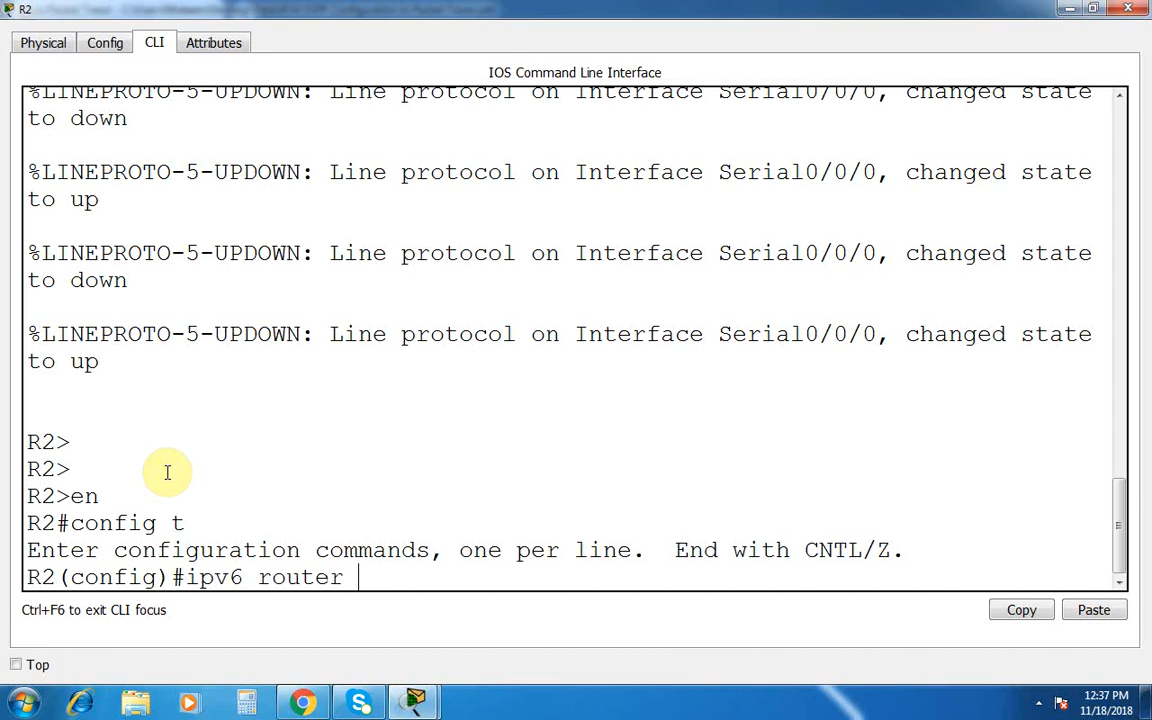 R2
Physical
Config
CLI
Attributes
IOS Command Line Interface
%LINEPROTO-5-UPDOWN: Line protocol on Interface Serial0/0/0, changed state
to down
%LINEPROTO-5-UPDOWN: Line protocol on Interface Serial0/0/0, changed state
to up
%LINEPROTO-5-UPDOWN: Line protocol on Interface Serial0/0/0, changed state
to down
%LINEPROTO-5-UPDOWN: Line protocol on Interface Serial0/0/0, changed state
to up
R2>
R2>
R2>en
R2#config t
Enter configuration commands, one per line.  End with CNTL/Z.
R2(config)#ipv6 router
Ctrl+F6 to exit CLI focus
Copy
Paste
Top
12:37 PM
11/18/2018